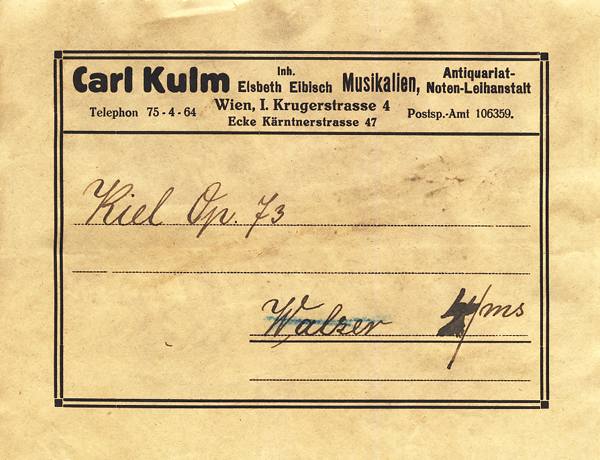 Carl Kulm Inh. Elsbeth Eibisch Musikalien, Antiquariat- Noten-Leihanstalt
Telephon 75-4-64 Wien, I. Krugerstrasse 4 Postsp.-Amt 106359.
Ecke Kärntnerstrasse 47
Kiel Op. 73
Walzer 4/ms